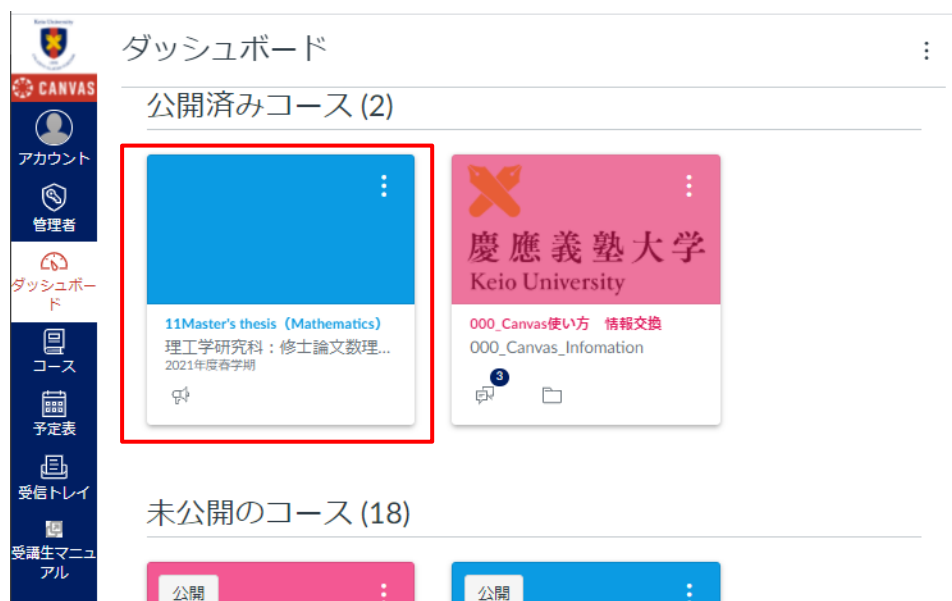 Keio University
CANVAS
アカウント
管理者
ダッシュボー
ド
コース
予定表
受信トレイ
受講生マニュ
アル
ダッシュボード
公開済みコース (2)
11Master's thesis（Mathematics）
理工学研究科：修士論文数理...
2021年度春学期
慶應義塾大学
Keio University
000_Canvas使い方　情報交換
000_Canvas_Infomation
3
未公開のコース (18)
公開
公開